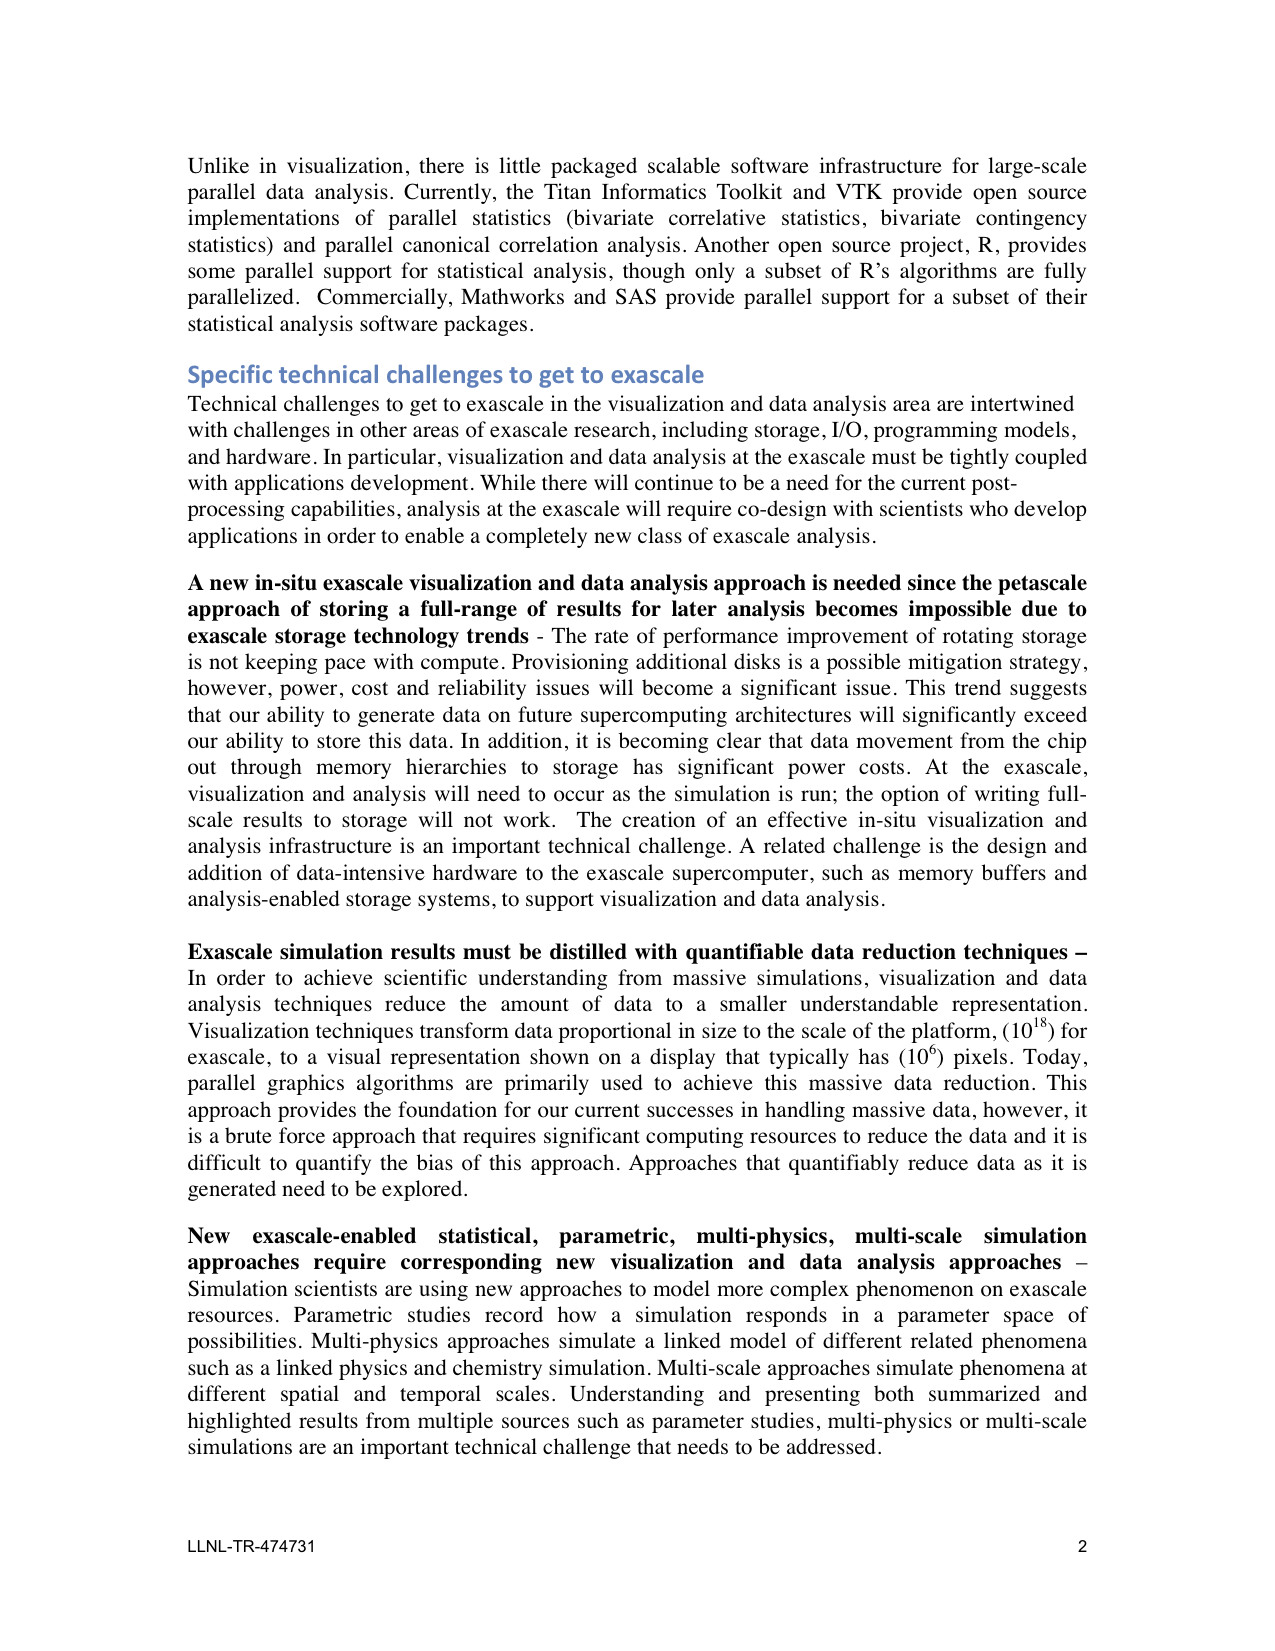 Unlike in visualization, there is little packaged scalable software infrastructure for large-scale
parallel data analysis. Currently, the Titan Informatics Toolkit and VTK provide open source
implementations of parallel statistics (bivariate correlative statistics, bivariate contingency
statistics) and parallel canonical correlation analysis. Another open source project, R, provides
some parallel support for statistical analysis, though only a subset of R’s algorithms are fully
parallelized.  Commercially, Mathworks and SAS provide parallel support for a subset of their
statistical analysis software packages.
Specific technical challenges to get to exascale
Technical challenges to get to exascale in the visualization and data analysis area are intertwined
with challenges in other areas of exascale research, including storage, I/O, programming models,
and hardware. In particular, visualization and data analysis at the exascale must be tightly coupled
with applications development. While there will continue to be a need for the current post-
processing capabilities, analysis at the exascale will require co-design with scientists who develop
applications in order to enable a completely new class of exascale analysis.
A new in-situ exascale visualization and data analysis approach is needed since the petascale
approach of storing a full-range of results for later analysis becomes impossible due to
exascale storage technology trends - The rate of performance improvement of rotating storage
is not keeping pace with compute. Provisioning additional disks is a possible mitigation strategy,
however, power, cost and reliability issues will become a significant issue. This trend suggests
that our ability to generate data on future supercomputing architectures will significantly exceed
our ability to store this data. In addition, it is becoming clear that data movement from the chip
out through memory hierarchies to storage has significant power costs. At the exascale,
visualization and analysis will need to occur as the simulation is run; the option of writing full-
scale results to storage will not work.  The creation of an effective in-situ visualization and
analysis infrastructure is an important technical challenge. A related challenge is the design and
addition of data-intensive hardware to the exascale supercomputer, such as memory buffers and
analysis-enabled storage systems, to support visualization and data analysis.
Exascale simulation results must be distilled with quantifiable data reduction techniques –
In order to achieve scientific understanding from massive simulations, visualization and data
analysis techniques reduce the amount of data to a smaller understandable representation.
Visualization techniques transform data proportional in size to the scale of the platform, (10^18) for
exascale, to a visual representation shown on a display that typically has (10^6) pixels. Today,
parallel graphics algorithms are primarily used to achieve this massive data reduction. This
approach provides the foundation for our current successes in handling massive data, however, it
is a brute force approach that requires significant computing resources to reduce the data and it is
difficult to quantify the bias of this approach. Approaches that quantifiably reduce data as it is
generated need to be explored.
New exascale-enabled statistical, parametric, multi-physics, multi-scale simulation
approaches require corresponding new visualization and data analysis approaches –
Simulation scientists are using new approaches to model more complex phenomenon on exascale
resources. Parametric studies record how a simulation responds in a parameter space of
possibilities. Multi-physics approaches simulate a linked model of different related phenomena
such as a linked physics and chemistry simulation. Multi-scale approaches simulate phenomena at
different spatial and temporal scales. Understanding and presenting both summarized and
highlighted results from multiple sources such as parameter studies, multi-physics or multi-scale
simulations are an important technical challenge that needs to be addressed.
LLNL-TR-474731 2